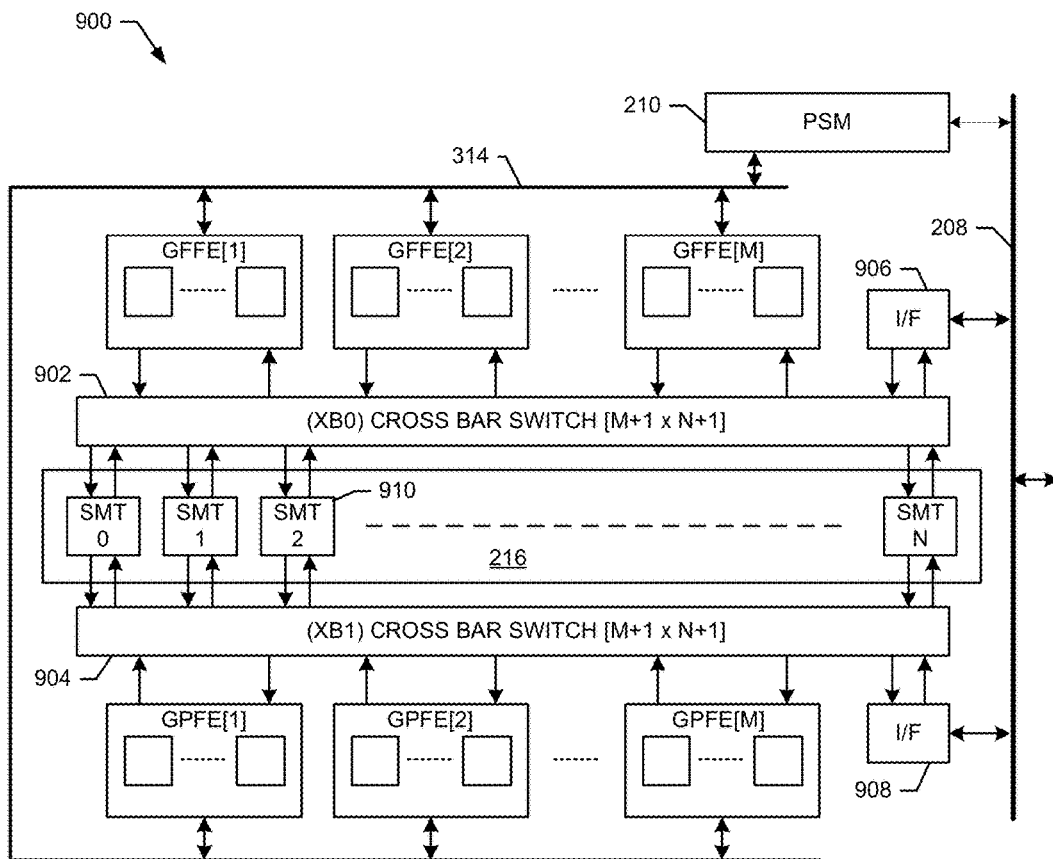 900
210
PSM
314
208
GFFE[1]
GFFE[2]
GFFE[M]
906
I/F
902
(XB0) CROSS BAR SWITCH [M+1 x N+1]
910
SMT
0
SMT
1
SMT
2
SMT
N
216
(XB1) CROSS BAR SWITCH [M+1 x N+1]
904
GPFE[1]
GPFE[2]
GPFE[M]
I/F
908